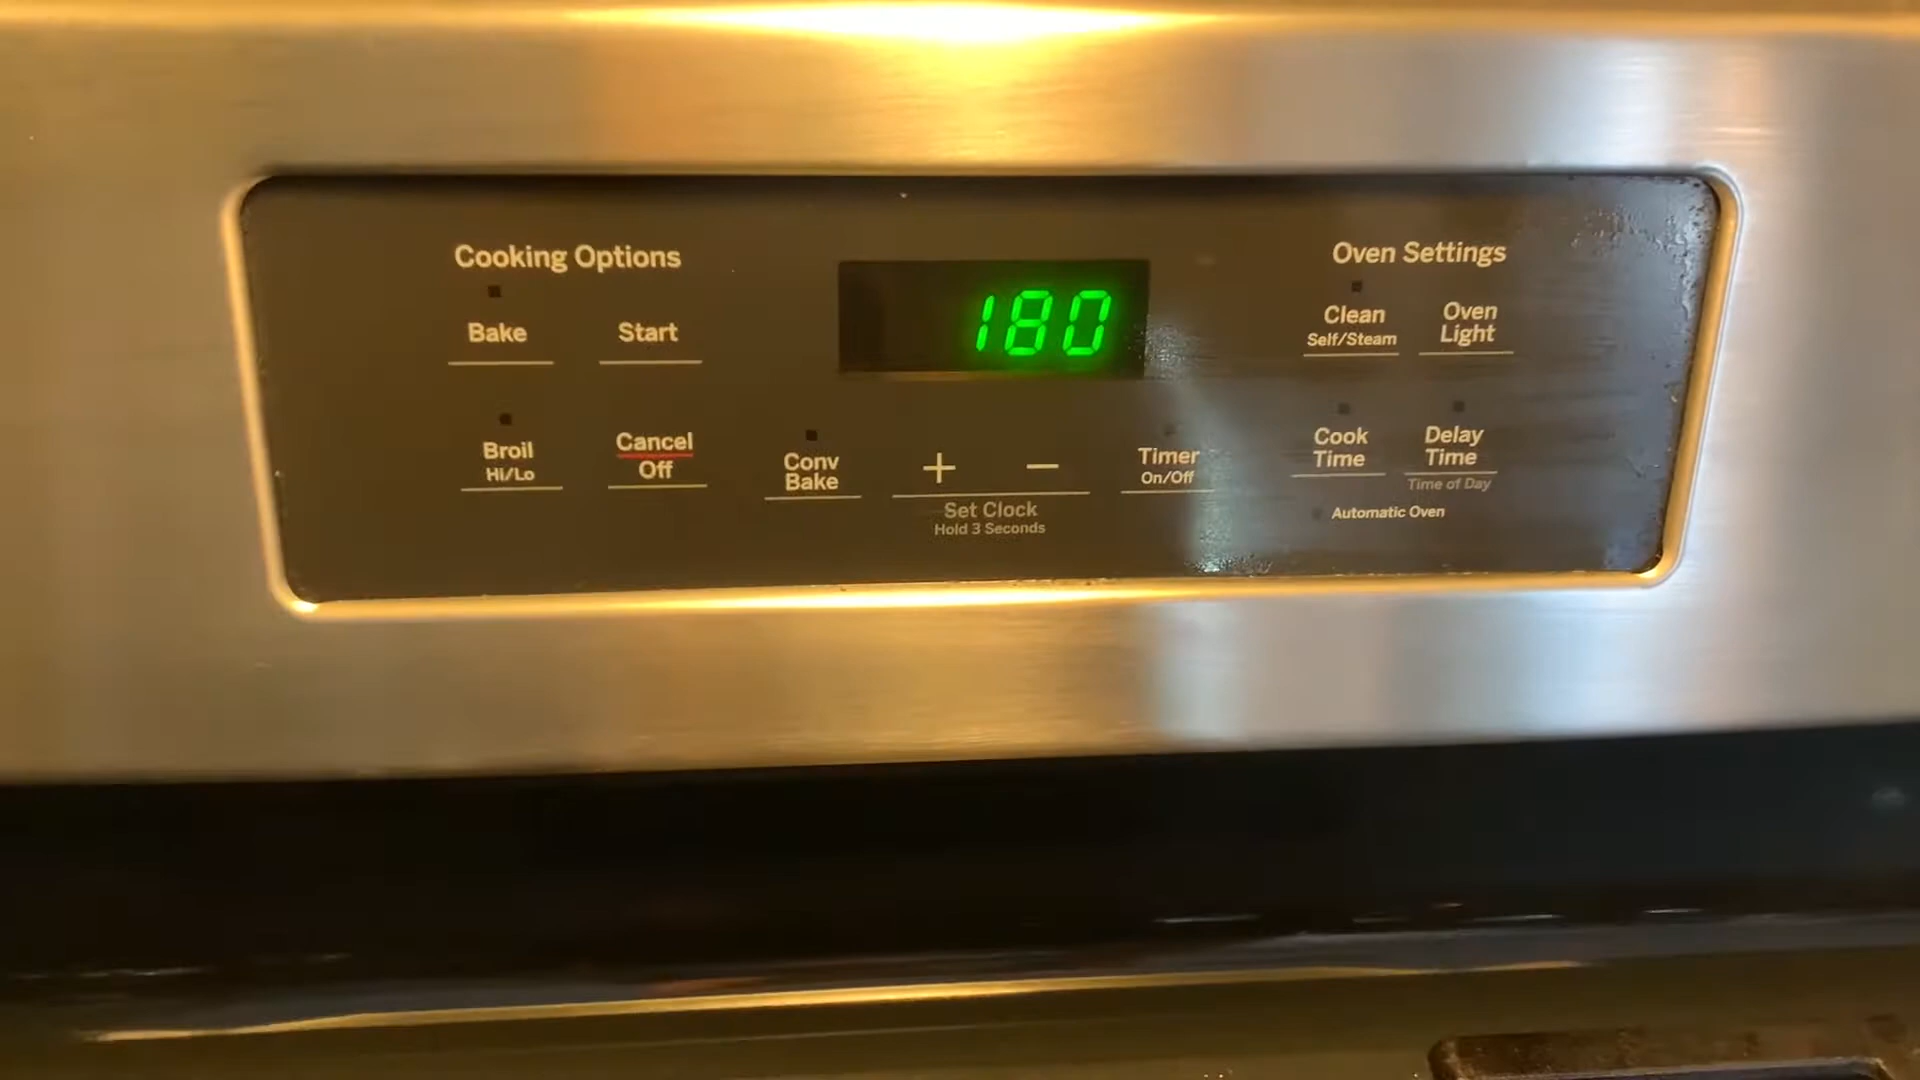 Cooking Options
Bake
Start
Broil
Hi/Lo
Cancel
Off
Conv
Bake
180
+ −
Set Clock
Hold 3 Seconds
Timer
On/Off
Oven Settings
Clean
Self/Steam
Oven
Light
Cook
Time
Delay
Time
Time of Day
Automatic Oven